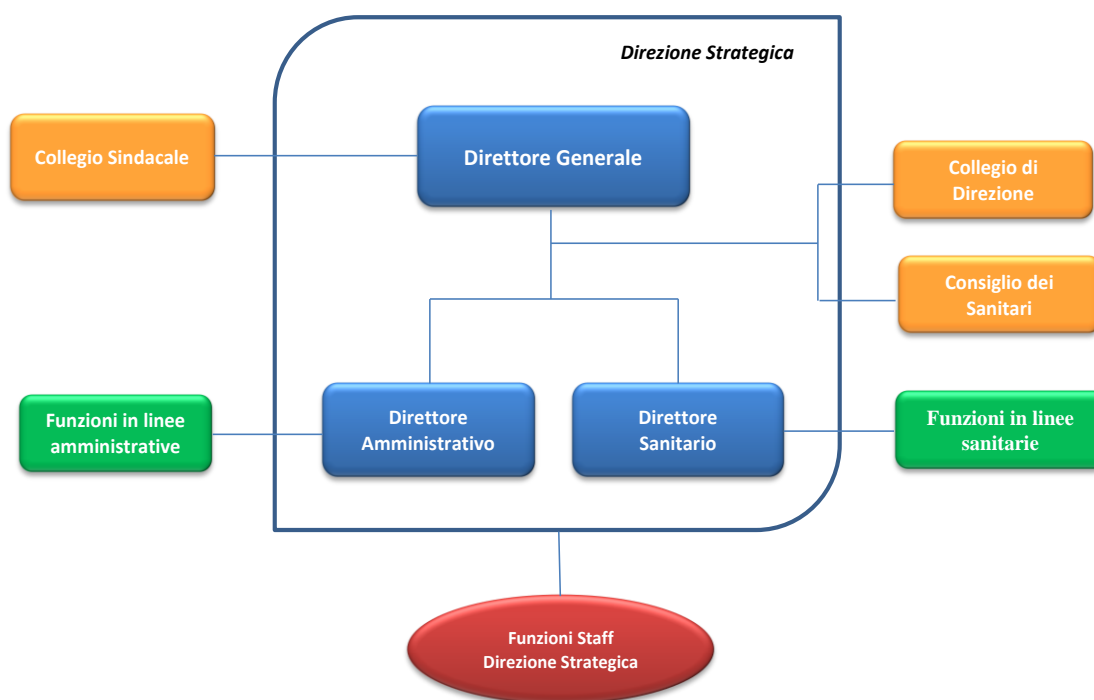 Direzione Strategica
Collegio Sindacale
Direttore Generale
Collegio di
Direzione
Consiglio dei
Sanitari
Funzioni in linee
amministrative
Direttore
Amministrativo
Direttore
Sanitario
Funzioni in linee
sanitarie
Funzioni Staff
Direzione Strategica